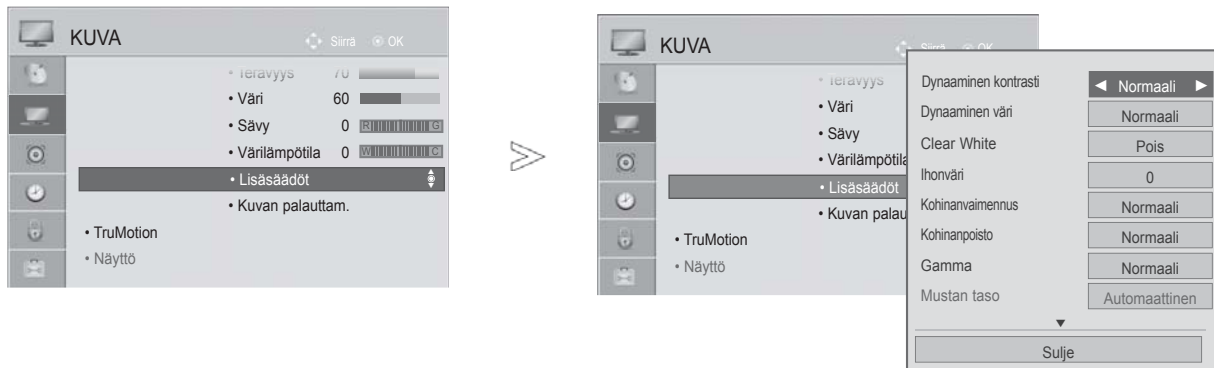 KUVA
Siirrä OK
• Terävyys 70
• Väri 60
• Sävy 0 R G
• Värilämpötila 0 W C
• Lisäsäädöt
• Kuvan palauttam.
• TruMotion
• Näyttö
KUVA
Siirrä OK
• Terävyys
• Väri
• Sävy
• Värilämpötila
• Lisäsäädöt
• Kuvan palau
• TruMotion
• Näyttö
Dynaaminen kontrasti ◀ Normaali ▶
Dynaaminen väri Normaali
Clear White Pois
Ihonväri 0
Kohinanvaimennus Normaali
Kohinanpoisto Normaali
Gamma Normaali
Mustan taso Automaattinen
▼
Sulje